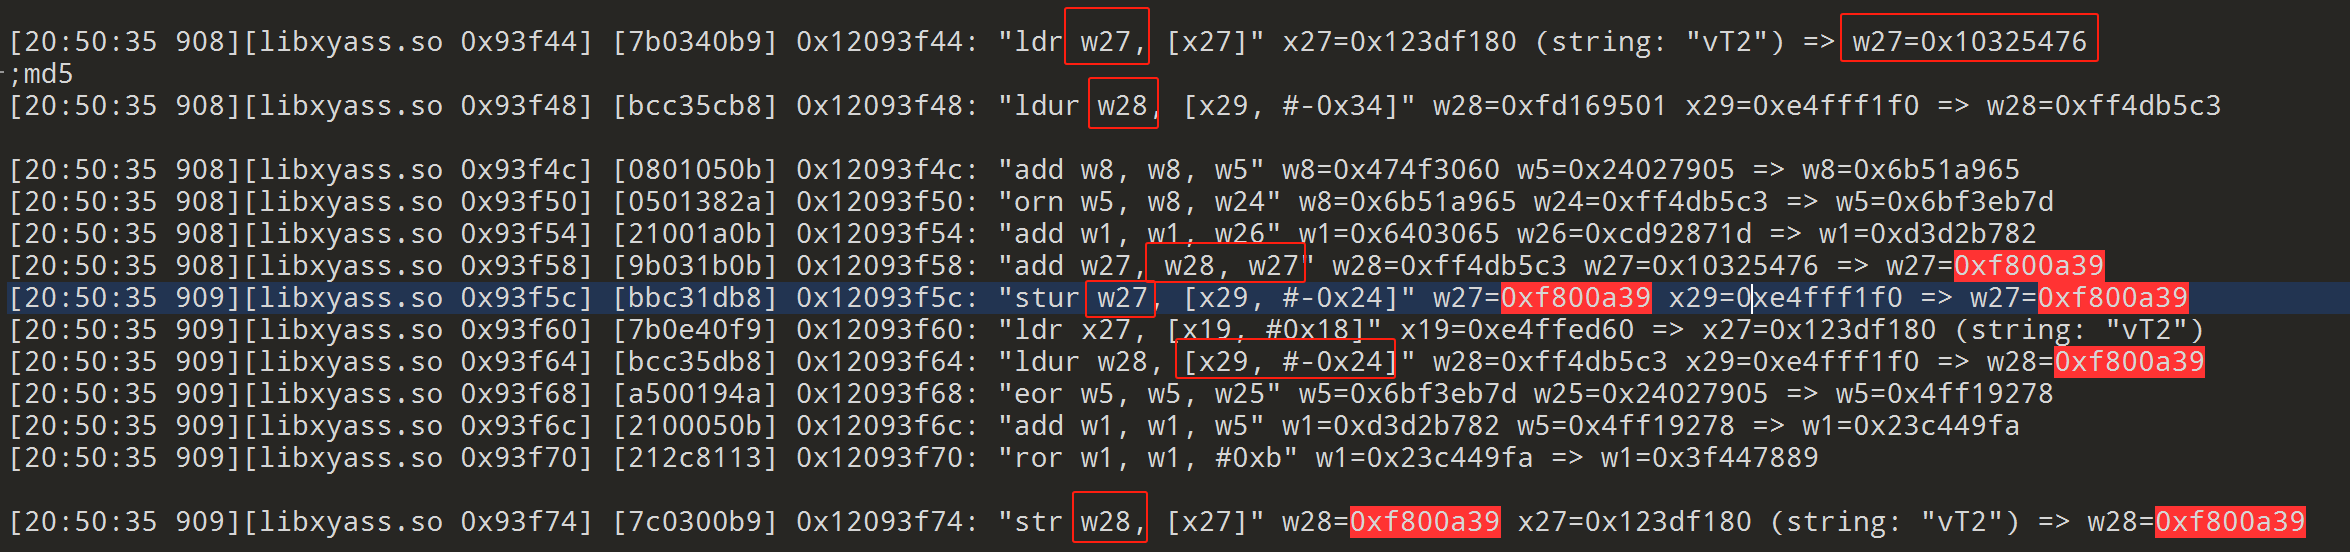 [20:50:35 908][libxyass.so 0x93f44] [7b0340b9] 0x12093f44: "ldr w27, [x27]" x27=0x123df180 (string: "vT2") => w27=0x10325476
;md5
[20:50:35 908][libxyass.so 0x93f48] [bcc35cb8] 0x12093f48: "ldur w28, [x29, #-0x34]" w28=0xfd169501 x29=0xe4fff1f0 => w28=0xff4db5c3
[20:50:35 908][libxyass.so 0x93f4c] [0801050b] 0x12093f4c: "add w8, w8, w5" w8=0x474f3060 w5=0x24027905 => w8=0x6b51a965
[20:50:35 908][libxyass.so 0x93f50] [0501382a] 0x12093f50: "orn w5, w8, w24" w8=0x6b51a965 w24=0xff4db5c3 => w5=0x6bf3eb7d
[20:50:35 908][libxyass.so 0x93f54] [21001a0b] 0x12093f54: "add w1, w1, w26" w1=0x6403065 w26=0xcd92871d => w1=0xd3d2b782
[20:50:35 908][libxyass.so 0x93f58] [9b031b0b] 0x12093f58: "add w27, w28, w27" w28=0xff4db5c3 w27=0x10325476 => w27=0xf800a39
[20:50:35 909][libxyass.so 0x93f5c] [bbc31db8] 0x12093f5c: "stur w27, [x29, #-0x24]" w27=0xf800a39 x29=0xe4fff1f0 => w27=0xf800a39
[20:50:35 909][libxyass.so 0x93f60] [7b0e40f9] 0x12093f60: "ldr x27, [x19, #0x18]" x19=0xe4ffed60 => x27=0x123df180 (string: "vT2")
[20:50:35 909][libxyass.so 0x93f64] [bcc35db8] 0x12093f64: "ldur w28, [x29, #-0x24]" w28=0xff4db5c3 x29=0xe4fff1f0 => w28=0xf800a39
[20:50:35 909][libxyass.so 0x93f68] [a500194a] 0x12093f68: "eor w5, w5, w25" w5=0x6bf3eb7d w25=0x24027905 => w5=0x4ff19278
[20:50:35 909][libxyass.so 0x93f6c] [2100050b] 0x12093f6c: "add w1, w1, w5" w1=0xd3d2b782 w5=0x4ff19278 => w1=0x23c449fa
[20:50:35 909][libxyass.so 0x93f70] [212c8113] 0x12093f70: "ror w1, w1, #0xb" w1=0x23c449fa => w1=0x3f447889
[20:50:35 909][libxyass.so 0x93f74] [7c0300b9] 0x12093f74: "str w28, [x27]" w28=0xf800a39 x27=0x123df180 (string: "vT2") => w28=0xf800a39